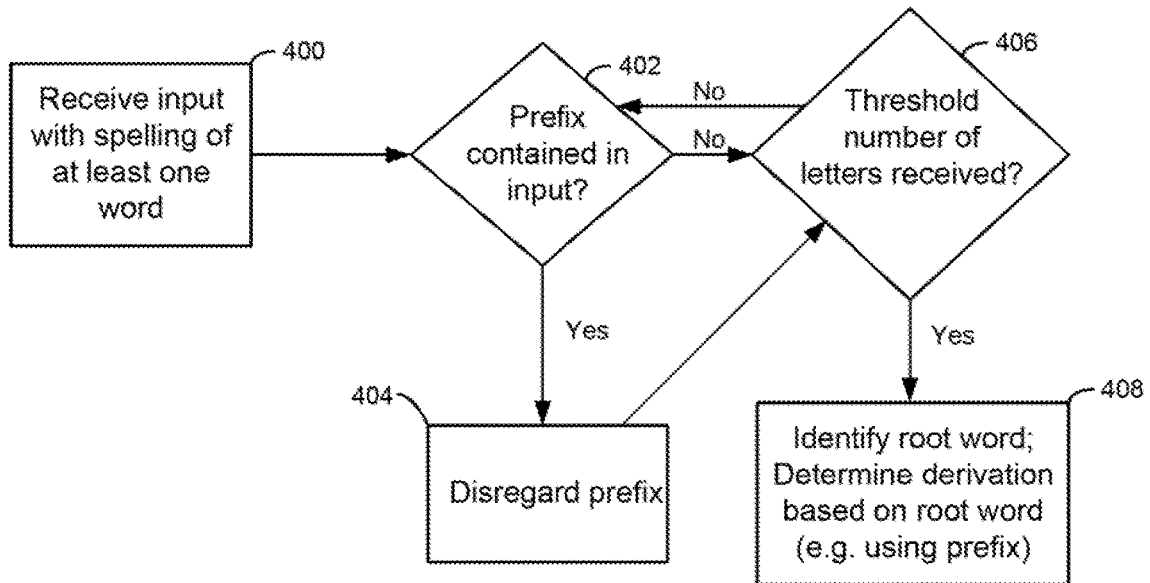 400
Receive input
with spelling of
at least one
word
402
Prefix
contained in
input?
No
No
406
Threshold
number of
letters received?
Yes
404
Disregard prefix
Yes
408
Identify root word;
Determine derivation
based on root word
(e.g. using prefix)